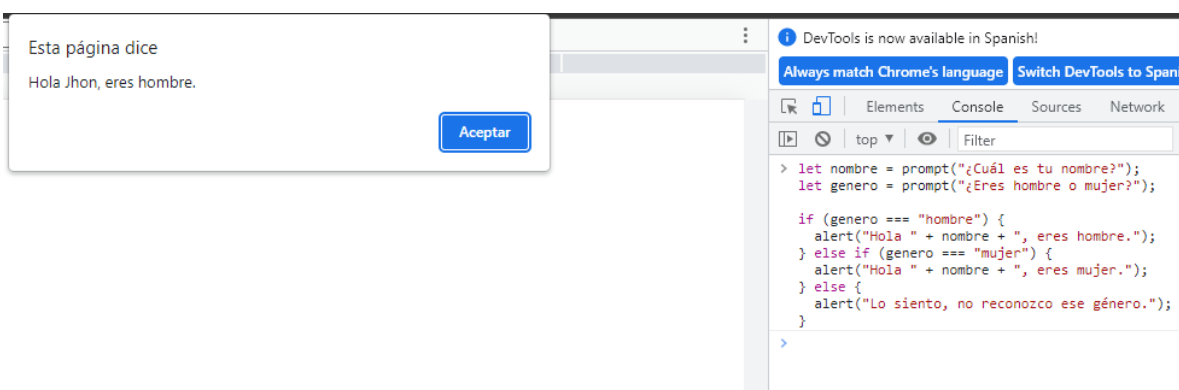 Esta página dice
Hola Jhon, eres hombre.
Aceptar
DevTools is now available in Spanish!
Always match Chrome's language Switch DevTools to Spani
Elements Console Sources Network
top Filter
let nombre = prompt("¿Cuál es tu nombre?");
let genero = prompt("¿Eres hombre o mujer?");
if (genero === "hombre") {
alert("Hola " + nombre + ", eres hombre.");
} else if (genero === "mujer") {
alert("Hola " + nombre + ", eres mujer.");
} else {
alert("Lo siento, no reconozco ese género.");
}